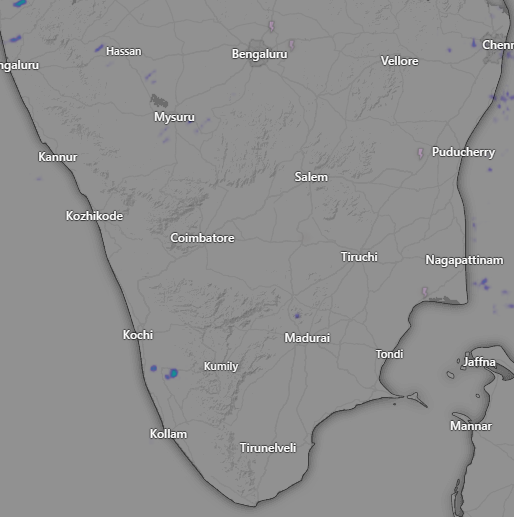 Hassan
Bengaluru
Chenn
ngaluru
Vellore
Mysuru
Kannur
Puducherry
Salem
Kozhikode
Coimbatore
Tiruchi
Nagapattinam
Kochi
Madurai
Tondi
Jaffna
Kumily
Kollam
Mannar
Tirunelveli